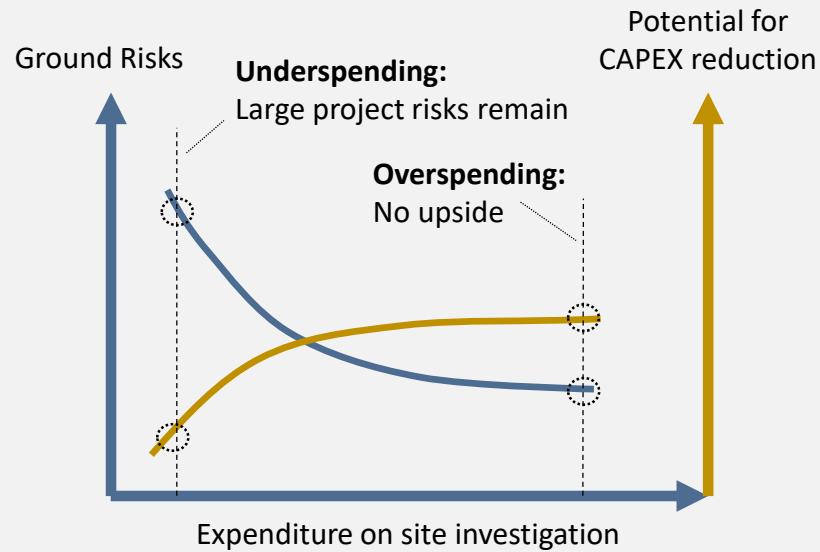 Ground Risks
Potential for
CAPEX reduction
Underspending:
Large project risks remain
Overspending:
No upside
Expenditure on site investigation